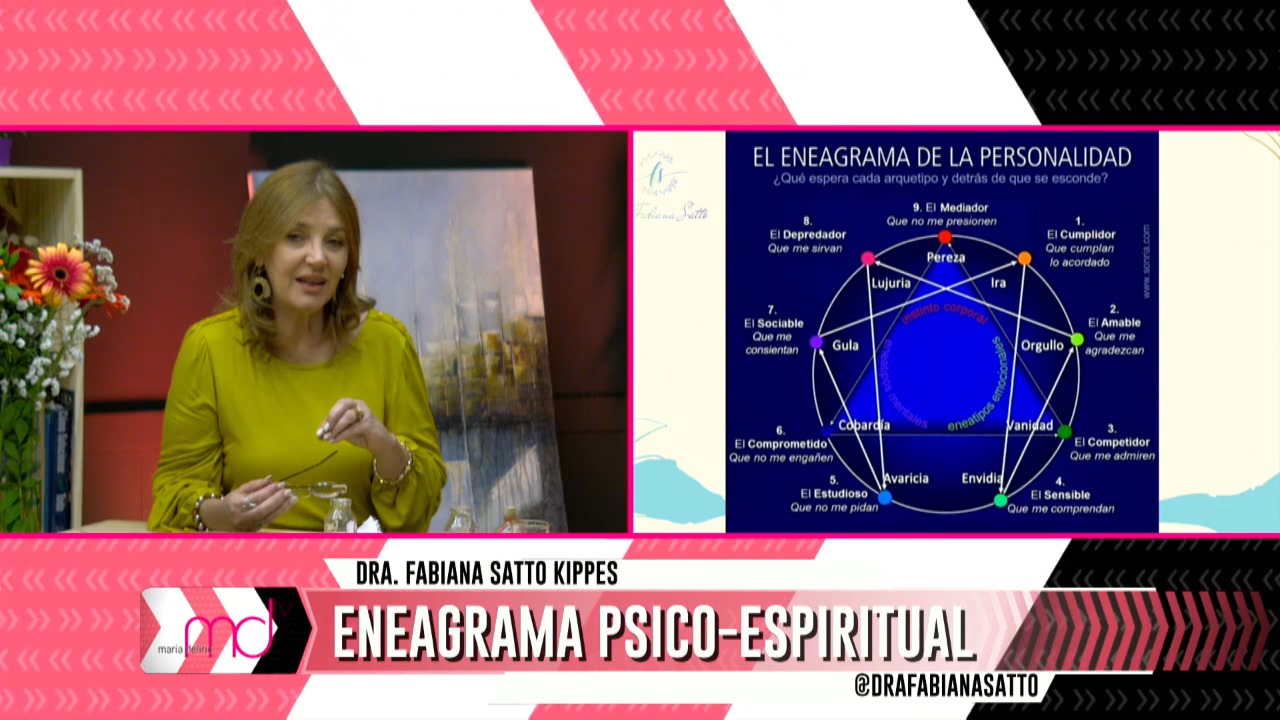 EL ENEAGRAMA DE LA PERSONALIDAD
¿Qué espera cada arquetipo y detrás de que se esconde?
Fabiana Satto
9. El Mediador
Que no me presionen
Pereza
8.
El Depredador
Que me sirvan
Lujuria
1.
El Cumplidor
Que cumplan
lo acordado
Ira
www.sonria.com
7.
El Sociable
Que me
consientan
Gula
2.
El Amable
Que me
agradezcan
Orgullo
instinto corporal
eneatipos mentales
eneatipos emocionales
Cobardía
6.
El Comprometido
Que no me engañen
Vanidad
3.
El Competidor
Que me admiren
Avaricia
5.
El Estudioso
Que no me pidan
Envidia
4.
El Sensible
Que me comprendan
DRA. FABIANA SATTO KIPPES
md
ENEAGRAMA PSICO-ESPIRITUAL
@DRAFABIANASATTO